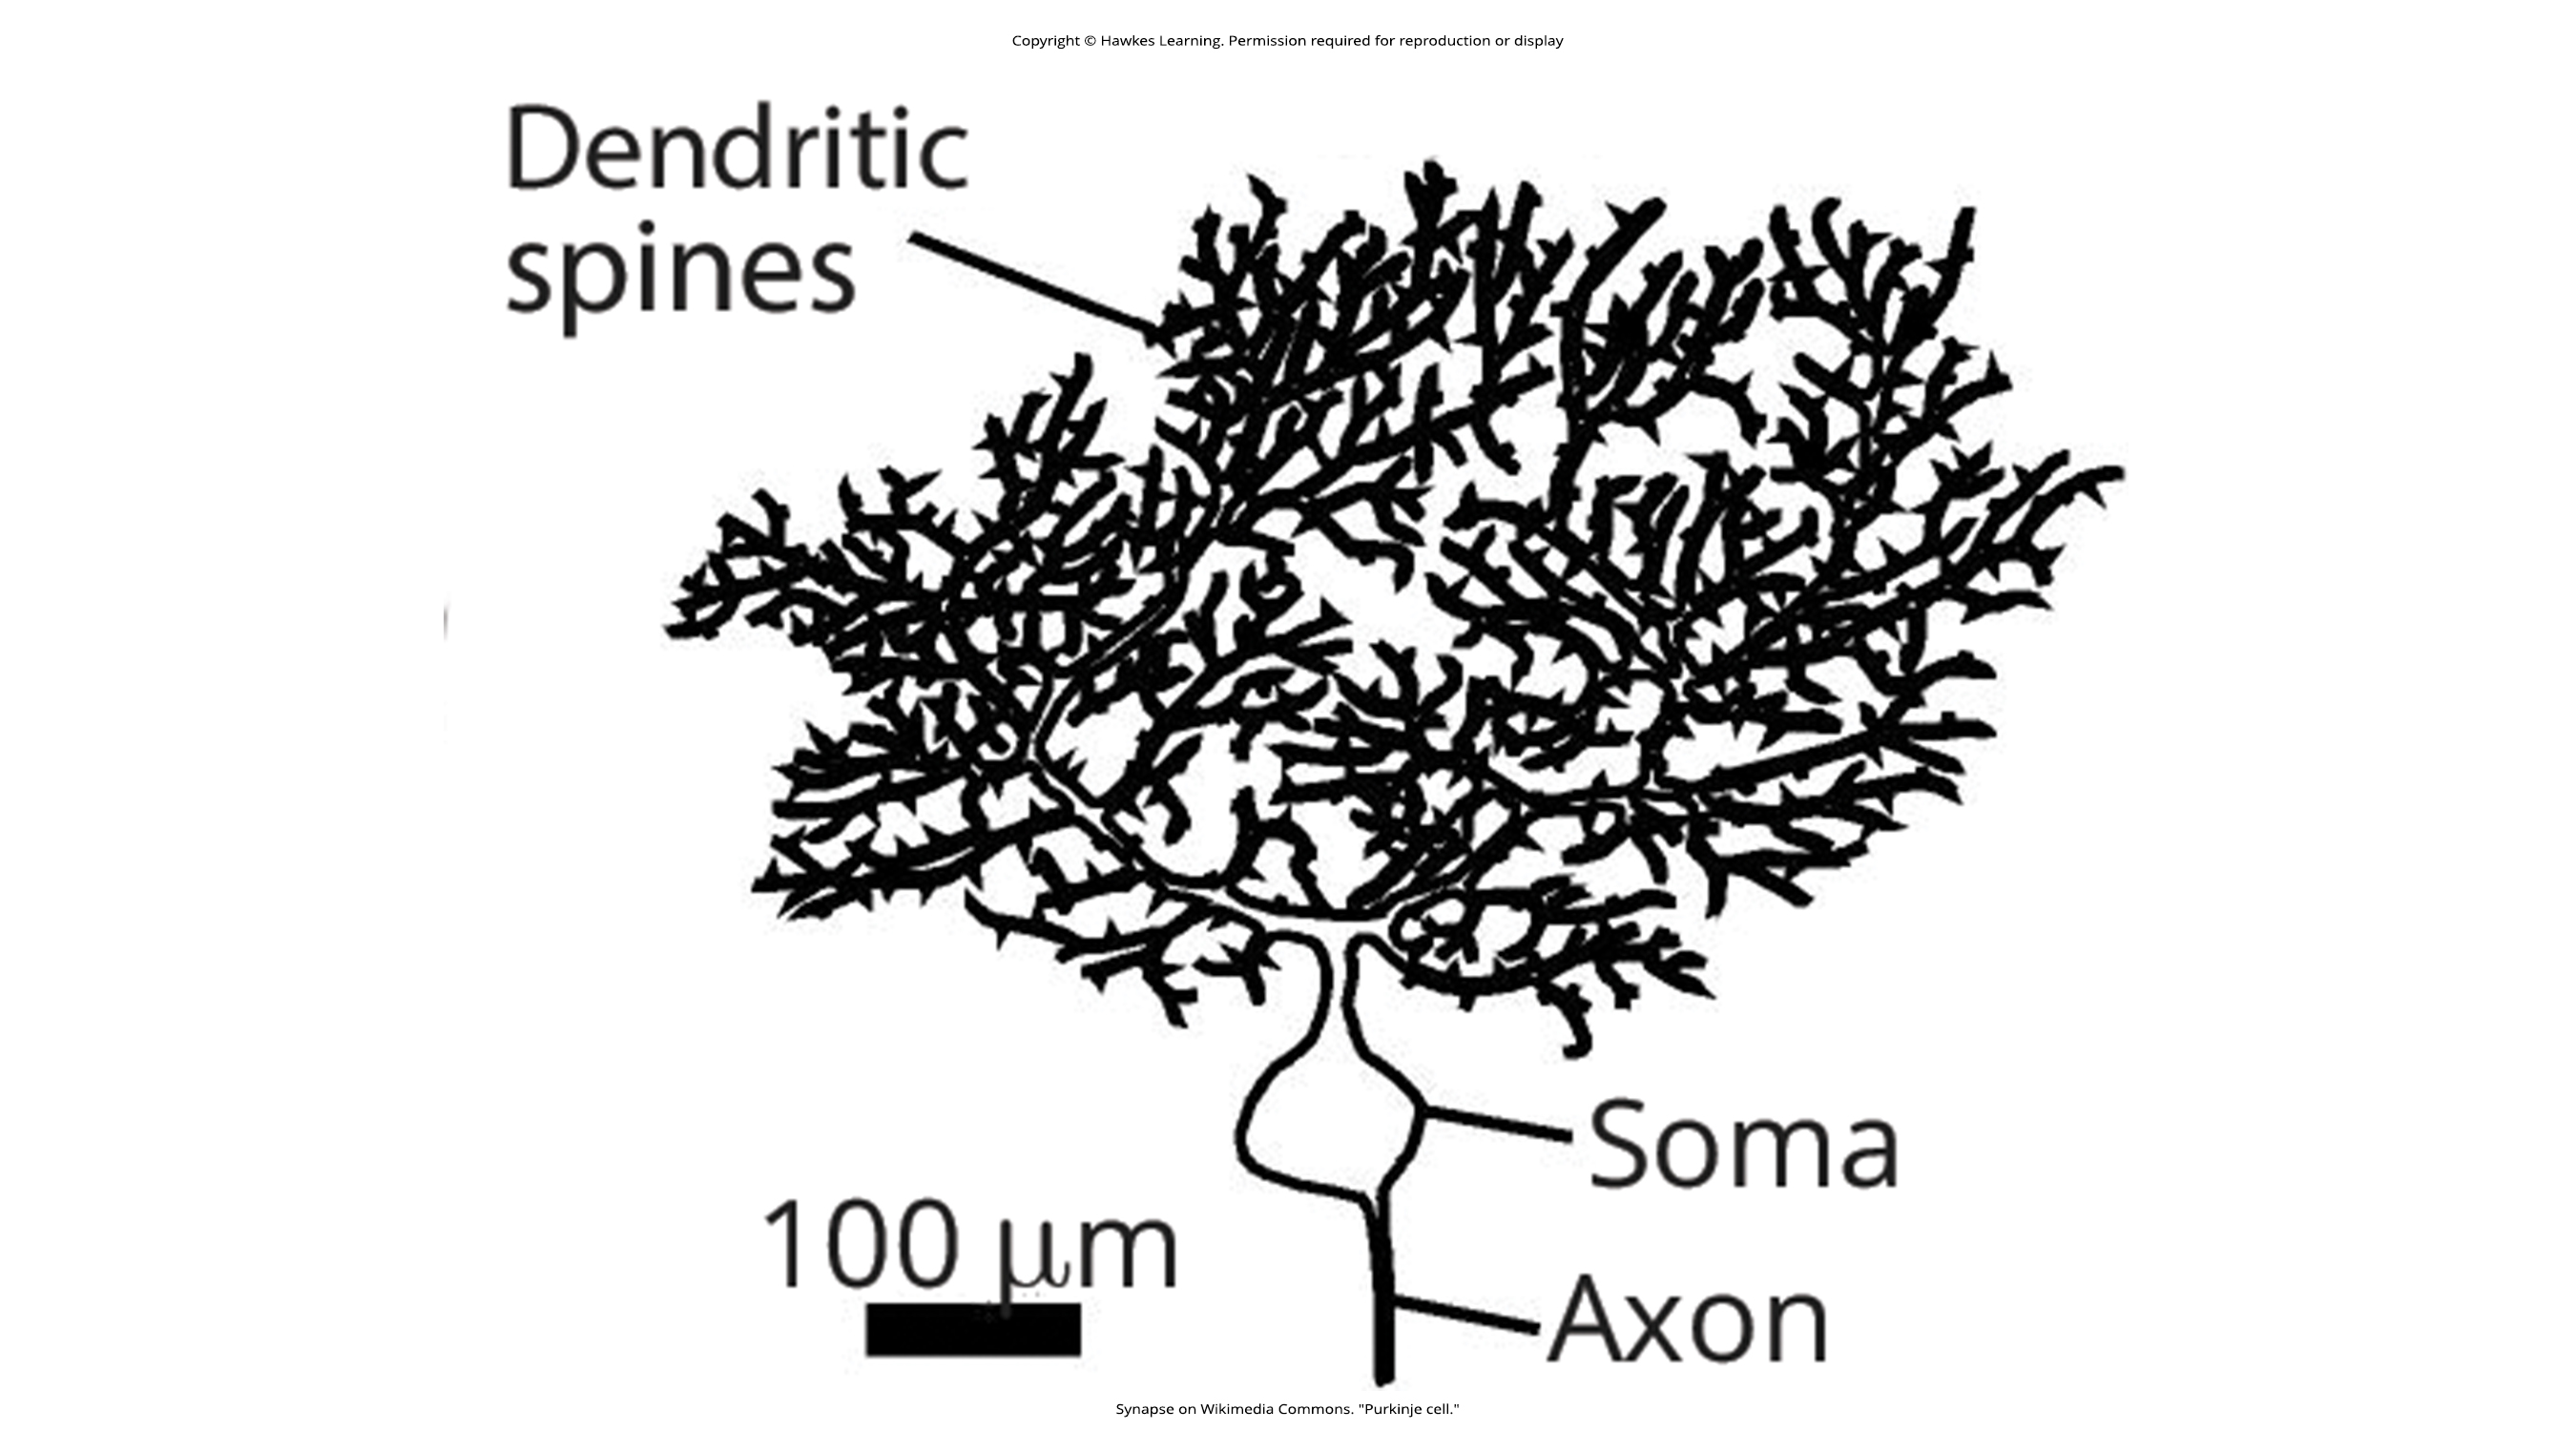 Copyright © Hawkes Learning. Permission required for reproduction or display
Dendritic
spines
Soma
100 μm
Axon
Synapse on Wikimedia Commons. "Purkinje cell."